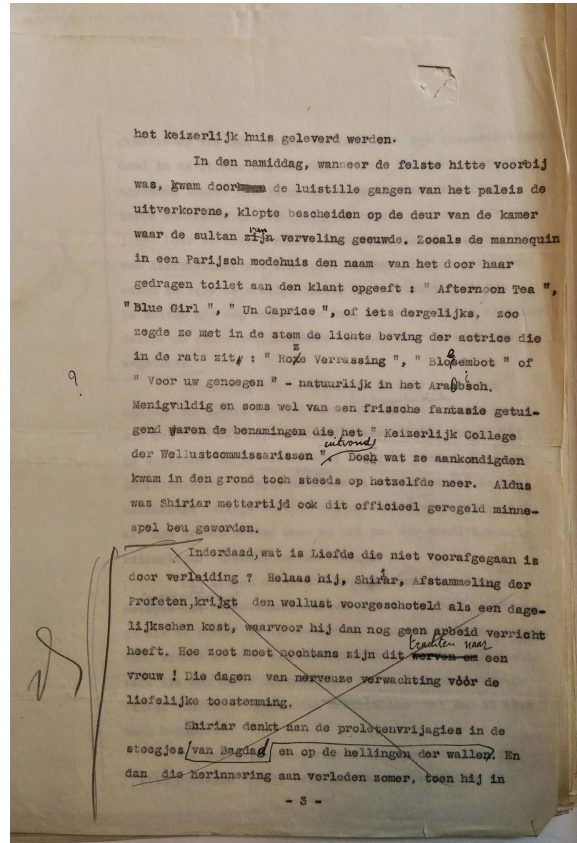 het keizerlijk huis geleverd werden.
In den namiddag, wanneer de felste hitte voorbij
was, kwam door de luistille gangen van het paleis de
uitverkorene, klopte bescheiden op de deur van de kamer
van
waar de sultan zijn verveling geeuwde. Zooals de mannequin
in een Parijsch modehuis den naam van het door haar
gedragen toilet aan den klant opgeeft : " Afternoon Tea ",
"Blue Girl ", " Un Caprice ", of iets dergelijks, zoo
zegde ze met in de stem de lichte beving der actrice die
z
in de rats zit, : " Roze Verrassing ", " Bloesembot " of
" Voor uw genoegen " - natuurlijk in het Arabisch.
Menigvuldig en soms wel van een frissche fantasie getui-
gend waren de benamingen die het " Keizerlijk College
uitvond
der Wellustcommissarissen ", Doch wat ze aankondigden
kwam in den grond toch steeds op hetzelfde neer. Aldus
was Shiriar mettertijd ook dit officieel geregeld minne-
spel beu geworden.
Inderdaad,wat is Liefde die niet voorafgegaan is
door verleiding ? Helaas hij, Shiriar, Afstammeling der
Profeten,krijgt den wellust voorgeschoteld als een dage-
lijkschen kost, waarvoor hij dan nog geen arbeid verricht
trachten naar
heeft. Hoe zoet moet nochtans zijn dit werven om een
vrouw ! Die dagen van nerveuze verwachting vóór de
liefelijke toestemming.
Shiriar denkt aan de proletenvrijagies in de
steegjes van Bagdad en op de hellingen der wallen. En
dan die herinnering aan verleden zomer, toen hij in
- 3 -